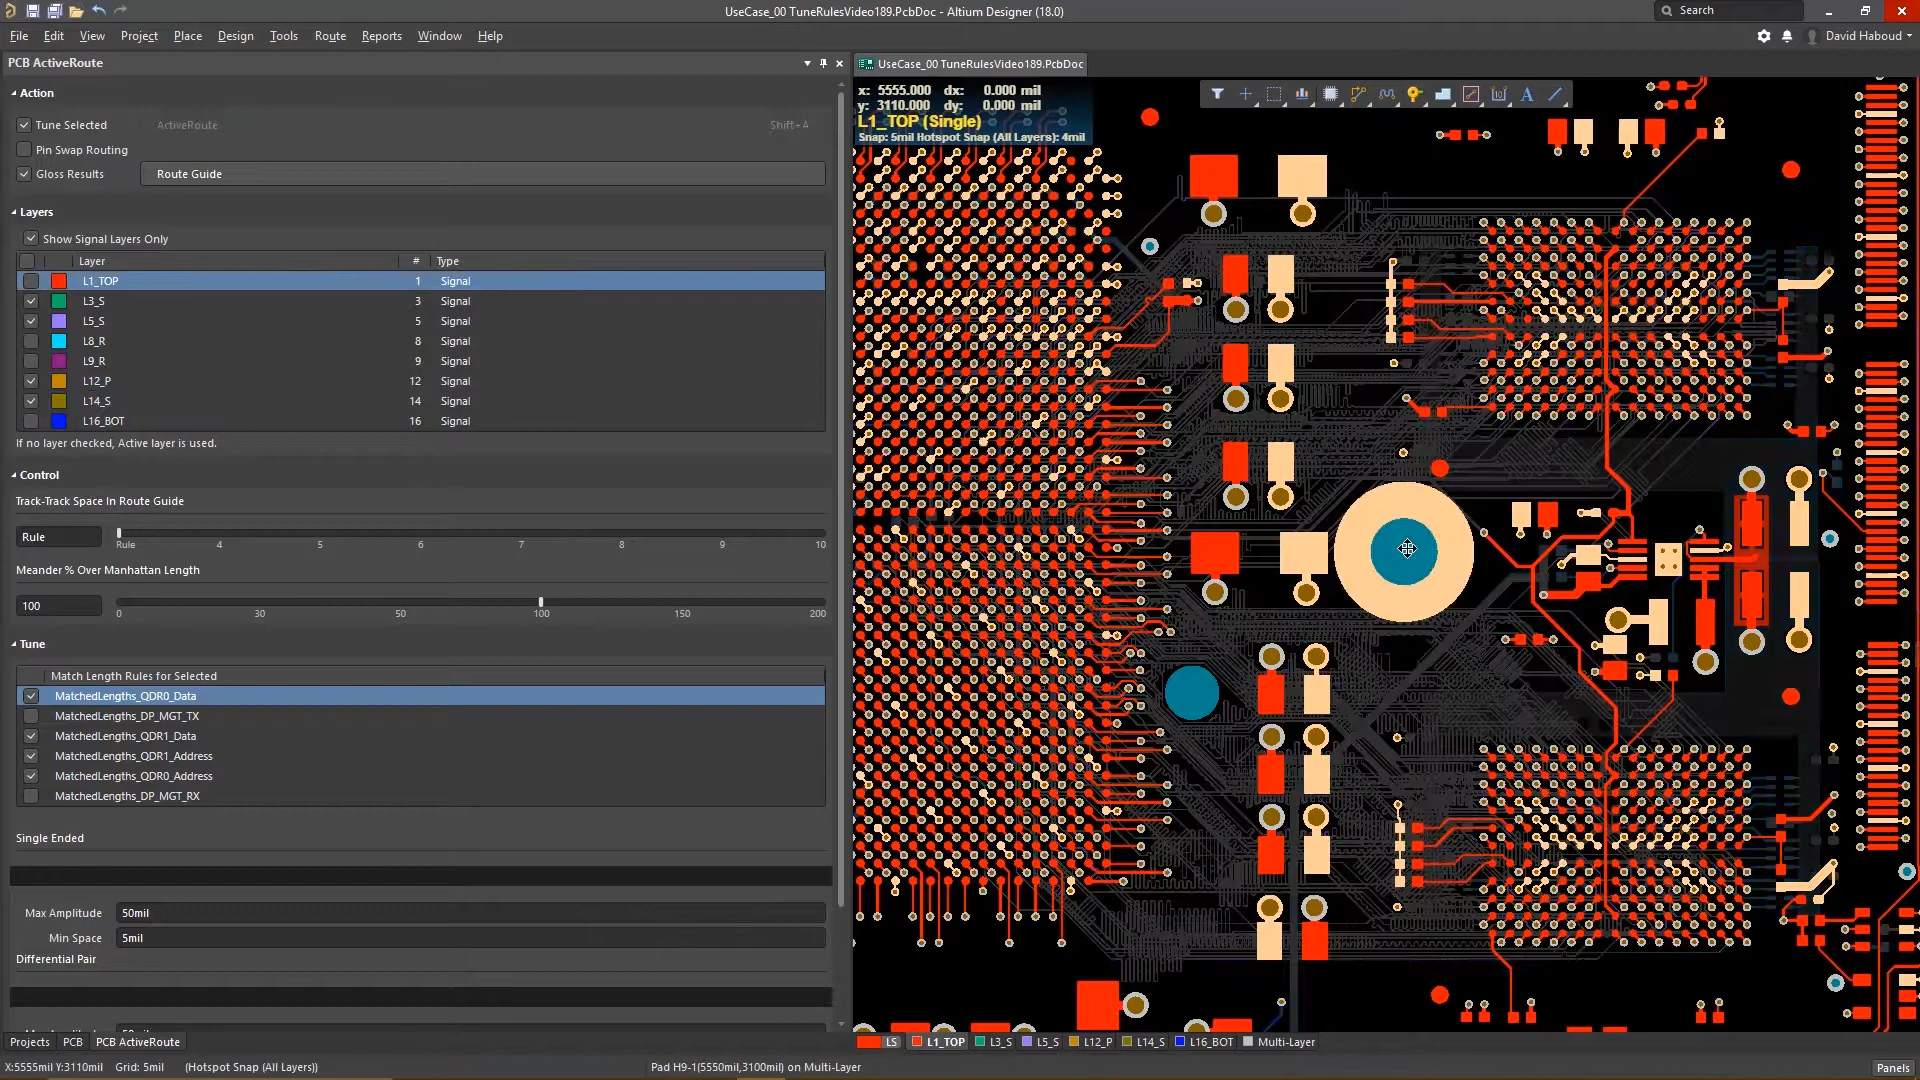 UseCase_00 TuneRulesVideo189.PcbDoc - Altium Designer (18.0)
Search
File Edit View Project Place Design Tools Route Reports Window Help
David Haboud
PCB ActiveRoute
UseCase_00 TuneRulesVideo189.PcbDoc
x: 5555.000 dx: 0.000 mil
y: 3110.000 dy: 0.000 mil
L1_TOP (Single)
Snap: 5mil Hotspot Snap (All Layers): 4mil
Action
Tune Selected ActiveRoute Shift+A
Pin Swap Routing
Gloss Results Route Guide
Layers
Show Signal Layers Only
Layer # Type
L1_TOP 1 Signal
L3_S 3 Signal
L5_S 5 Signal
L8_R 8 Signal
L9_R 9 Signal
L12_P 12 Signal
L14_S 14 Signal
L16_BOT 16 Signal
If no layer checked, Active layer is used.
Control
Track-Track Space In Route Guide
Rule
Rule 4 5 6 7 8 9 10
Meander % Over Manhattan Length
100
0 30 50 100 150 200
Tune
Match Length Rules for Selected
MatchedLengths_QDR0_Data
MatchedLengths_DP_MGT_TX
MatchedLengths_QDR1_Data
MatchedLengths_QDR1_Address
MatchedLengths_QDR0_Address
MatchedLengths_DP_MGT_RX
Single Ended
Max Amplitude 50mil
Min Space 5mil
Differential Pair
Projects PCB PCB ActiveRoute
LS L1_TOP L3_S L5_S L12_P L14_S L16_BOT Multi-Layer
X:5555mil Y:3110mil Grid: 5mil (Hotspot Snap (All Layers)) Pad H9-1(5550mil,3100mil) on Multi-Layer Panels